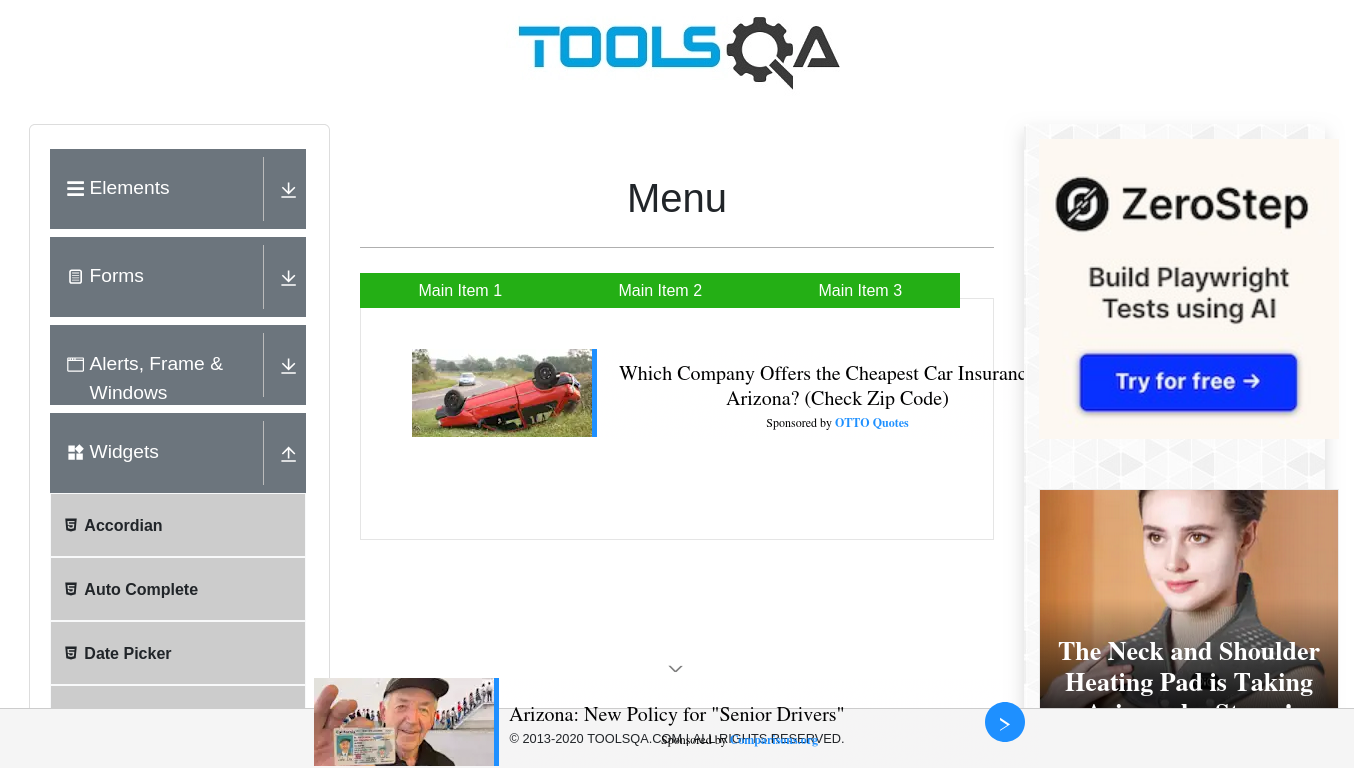 TOOLSQA
Elements
Forms
Alerts, Frame &
Windows
Widgets
Accordian
Auto Complete
Date Picker
Menu
Main Item 1
Main Item 2
Main Item 3
Which Company Offers the Cheapest Car Insuranc
Arizona? (Check Zip Code)
Sponsored by OTTO Quotes
ZeroStep
Build Playwright
Tests using AI
Try for free →
The Neck and Shoulder
Heating Pad is Taking
Arizona: New Policy for "Senior Drivers"
Sponsored by Comparisons.org
© 2013-2020 TOOLSQA.COM | ALL RIGHTS RESERVED.